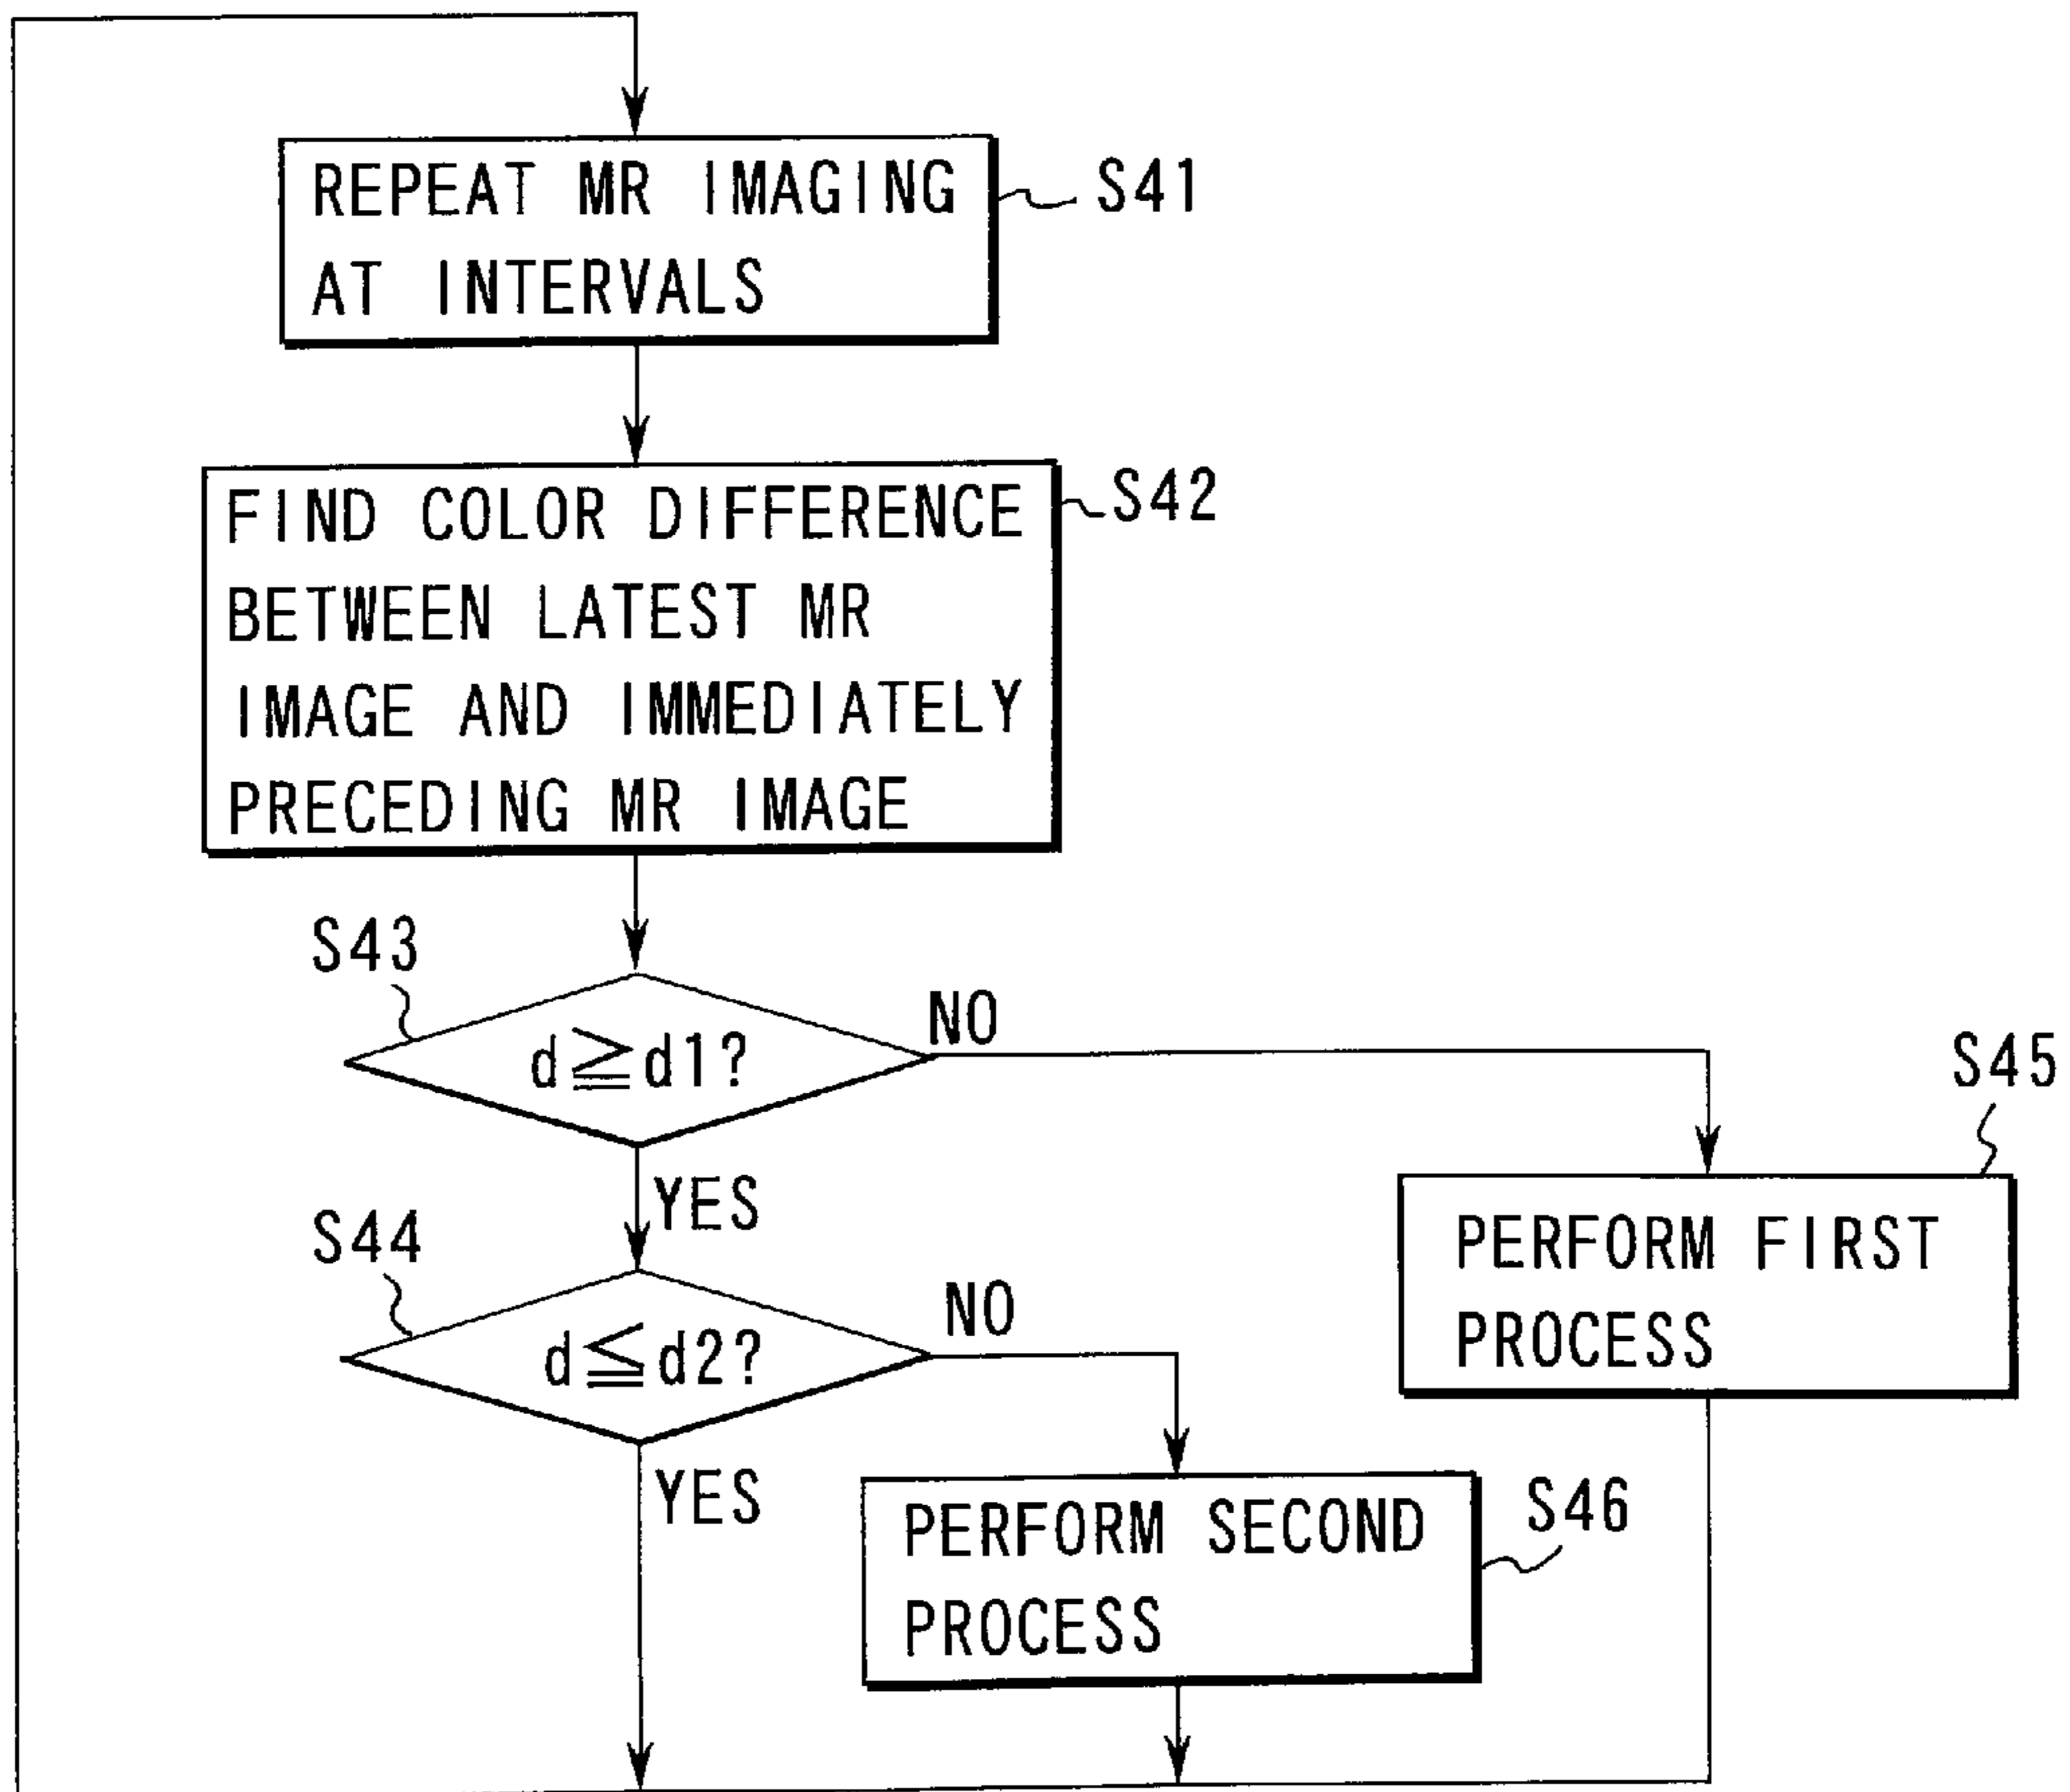 REPEAT MR IMAGING
AT INTERVALS
S41
FIND COLOR DIFFERENCE
BETWEEN LATEST MR
IMAGE AND IMMEDIATELY
PRECEDING MR IMAGE
S42
S43
d≧d1?
NO
YES
S45
PERFORM FIRST
PROCESS
S44
d≦d2?
NO
YES
PERFORM SECOND
PROCESS
S46